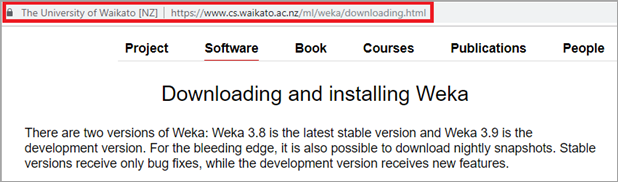 The University of Waikato [NZ] | https://www.cs.waikato.ac.nz/ml/weka/downloading.html
Project Software Book Courses Publications People
Downloading and installing Weka
There are two versions of Weka: Weka 3.8 is the latest stable version and Weka 3.9 is the
development version. For the bleeding edge, it is also possible to download nightly snapshots. Stable
versions receive only bug fixes, while the development version receives new features.